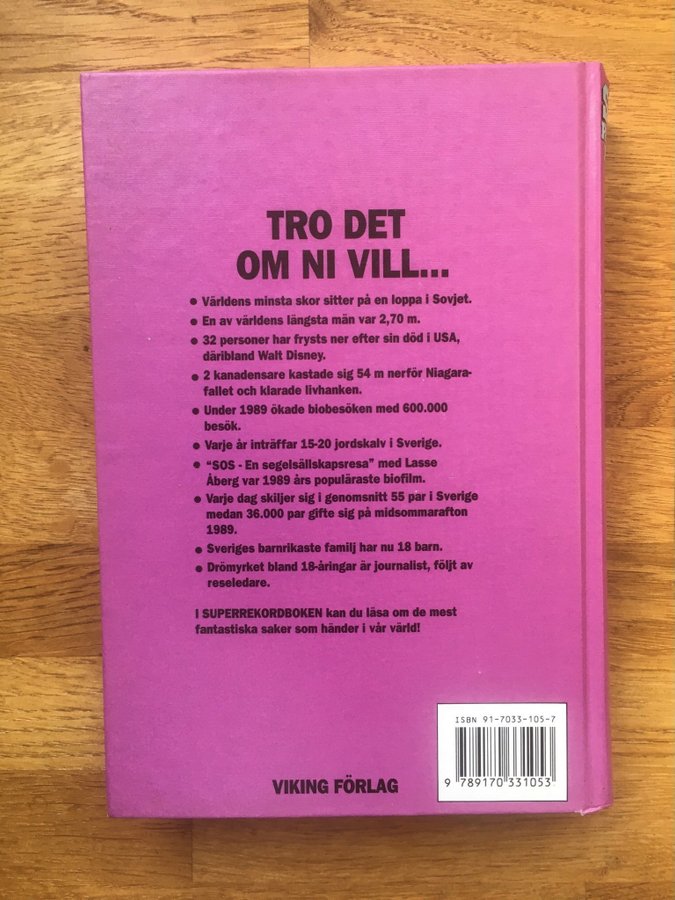 TRO DET
OM NI VILL...
• Världens minsta skor sitter på en loppa i Sovjet.
• En av världens längsta män var 2,70 m.
• 32 personer har frysts ner efter sin död i USA,
däribland Walt Disney.
• 2 kanadensare kastade sig 54 m nerför Niagara-
fallet och klarade livhanken.
• Under 1989 ökade biobesöken med 600.000
besök.
• Varje år inträffar 15-20 jordskalv i Sverige.
• "SOS - En segelsällskapsresa" med Lasse
Åberg var 1989 års populäraste biofilm.
• Varje dag skiljer sig i genomsnitt 55 par i Sverige
medan 36.000 par gifte sig på midsommarafton
1989.
• Sveriges barnrikaste familj har nu 18 barn.
• Drömyrket bland 18-åringar är journalist, följt av
reseledare.
I SUPERREKORDBOKEN kan du läsa om de mest
fantastiska saker som händer i vår värld!
ISBN 91-7033-105-7
9 789170 331053
VIKING FÖRLAG